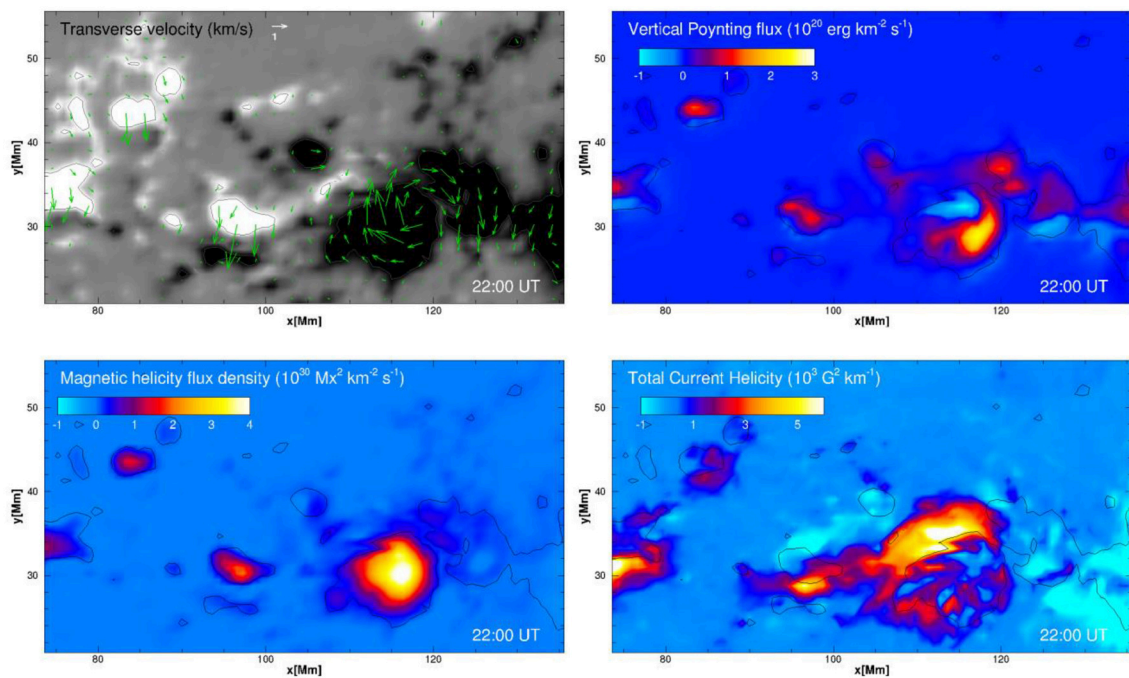 Transverse velocity (km/s)
1
50
40
30
y[Mm]
22:00 UT
80
100
120
x[Mm]
Vertical Poynting flux (10²⁰ erg km⁻² s⁻¹)
-1 0 1 2 3
50
40
30
y[Mm]
22:00 UT
80
100
120
x[Mm]
Magnetic helicity flux density (10³⁰ Mx² km⁻² s⁻¹)
-1 0 1 2 3 4
50
40
30
y[Mm]
22:00 UT
80
100
120
x[Mm]
Total Current Helicity (10³ G² km⁻¹)
-1 1 3 5
50
40
30
y[Mm]
22:00 UT
80
100
120
x[Mm]